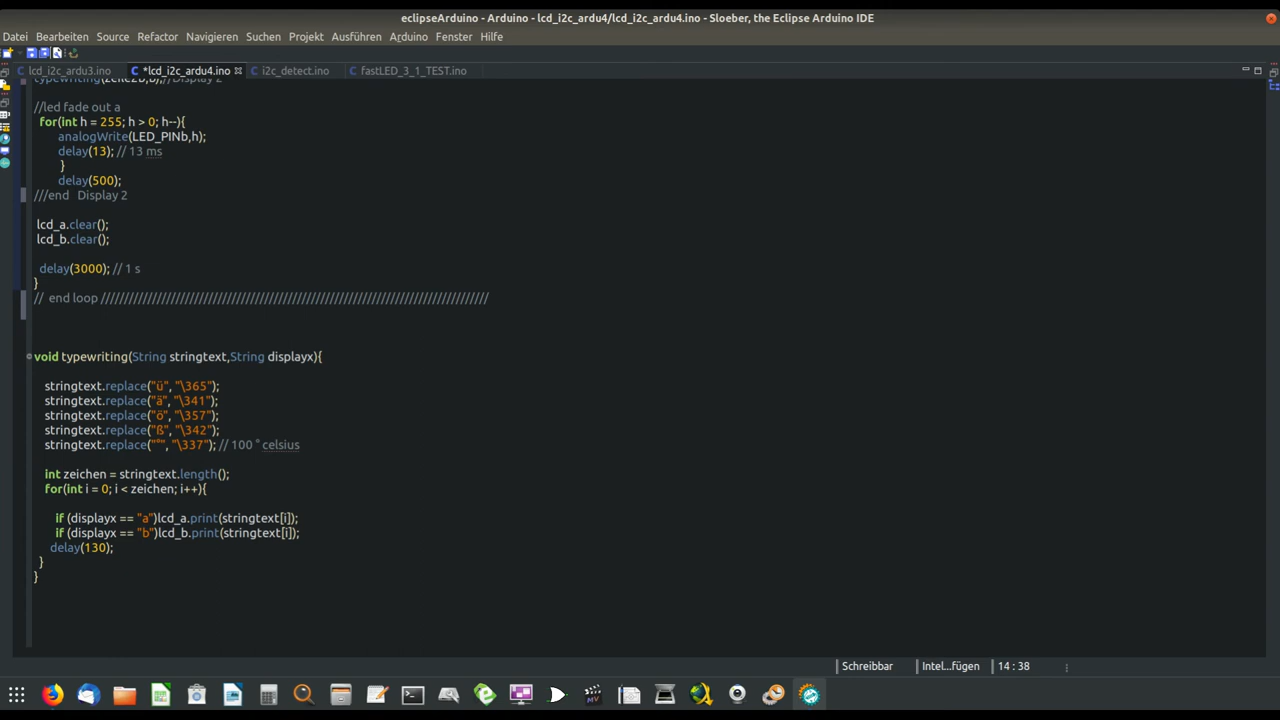 eclipseArduino - Arduino - lcd_i2c_ardu4/lcd_i2c_ardu4.ino - Sloeber, the Eclipse Arduino IDE
Datei Bearbeiten Source Refactor Navigieren Suchen Projekt Ausführen Arduino Fenster Hilfe
lcd_i2c_ardu3.ino *lcd_i2c_ardu4.ino i2c_detect.ino fastLED_3_1_TEST.ino
typewriting(zeile2b,b);//Display 2
//led fade out a
for(int h = 255; h > 0; h--){
analogWrite(LED_PINb,h);
delay(13); // 13 ms
}
delay(500);
///end Display 2
lcd_a.clear();
lcd_b.clear();
delay(3000); // 1 s
}
// end loop //////////////////////////////////////////////////////////////////////////////////
void typewriting(String stringtext,String displayx){
stringtext.replace("ü", "\365");
stringtext.replace("ä", "\341");
stringtext.replace("ö", "\357");
stringtext.replace("ß", "\342");
stringtext.replace("°", "\337"); // 100 ° celsius
int zeichen = stringtext.length();
for(int i = 0; i < zeichen; i++){
if (displayx == "a")lcd_a.print(stringtext[i]);
if (displayx == "b")lcd_b.print(stringtext[i]);
delay(130);
}
}
Schreibbar Intel...fügen 14 : 38
MV